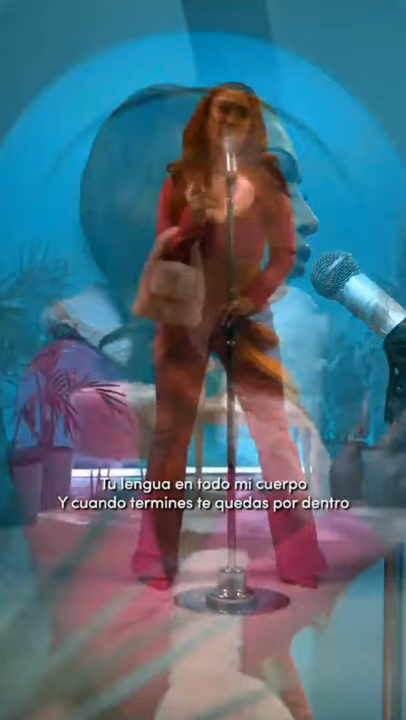 Tu lengua en todo mi cuerpo
Y cuando termines te quedas por dentro